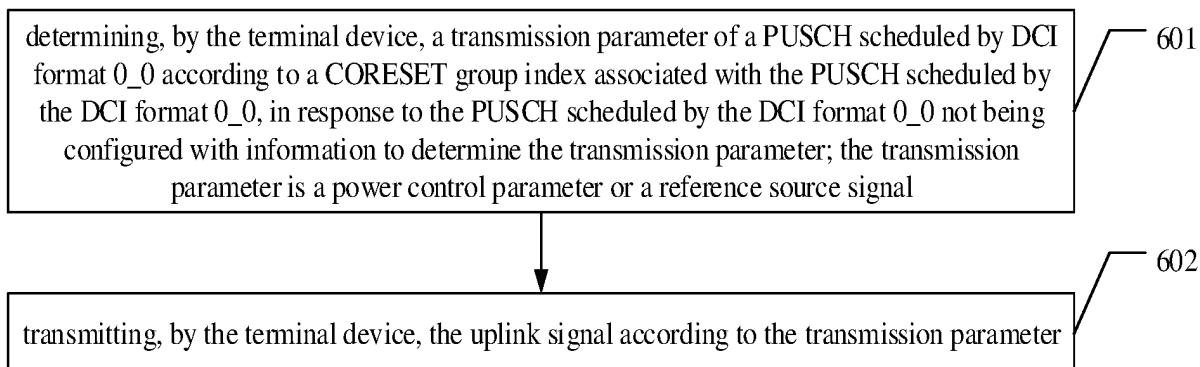 determining, by the terminal device, a transmission parameter of a PUSCH scheduled by DCI
format 0_0 according to a CORESET group index associated with the PUSCH scheduled by
the DCI format 0_0, in response to the PUSCH scheduled by the DCI format 0_0 not being
configured with information to determine the transmission parameter; the transmission
parameter is a power control parameter or a reference source signal
601
602
transmitting, by the terminal device, the uplink signal according to the transmission parameter